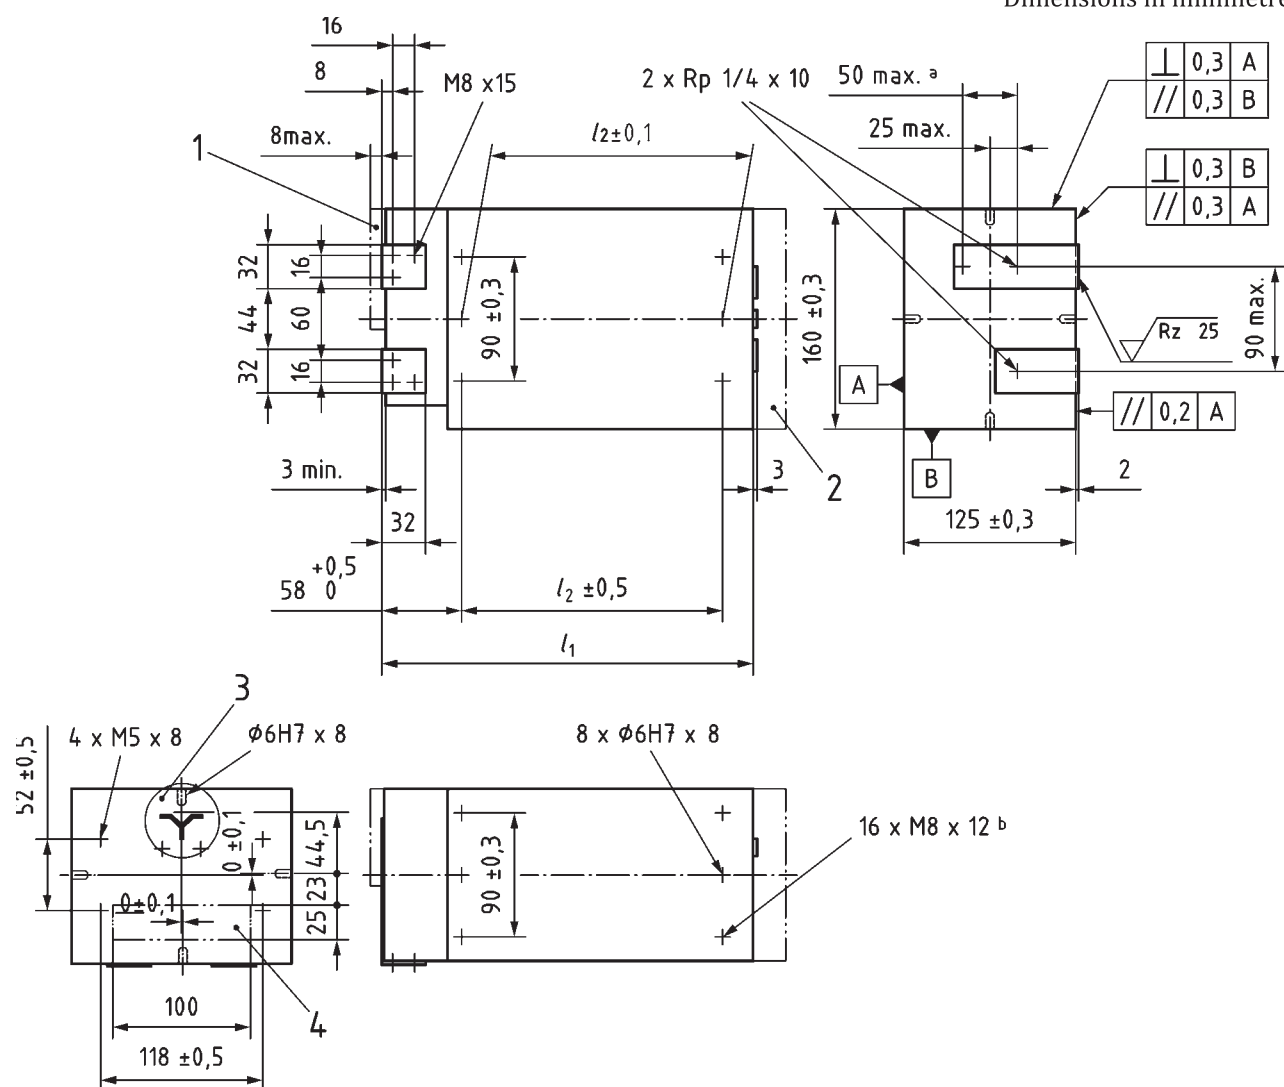 Dimensions in millimetre
16
8
M8 x15
2 x Rp 1/4 x 10
50 max. a
⊥ 0,3 A
// 0,3 B
8max.
l2±0,1
25 max.
1
⊥ 0,3 B
// 0,3 A
32
16
44
60
32
16
90 ±0,3
160 ±0,3
90 max.
Rz 25
A
// 0,2 A
B
3 min.
32
3
2
2
125 ±0,3
+0,5
58 0
l2 ±0,5
l1
3
4 x M5 x 8
ϕ6H7 x 8
8 x ϕ6H7 x 8
52 ±0,5
0 ±0,1
44,5
23
25
0±0,1
90 ±0,3
16 x M8 x 12 b
100
4
118 ±0,5